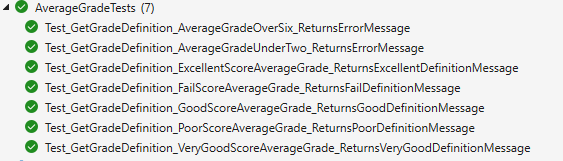 AverageGradeTests (7)
Test_GetGradeDefinition_AverageGradeOverSix_ReturnsErrorMessage
Test_GetGradeDefinition_AverageGradeUnderTwo_ReturnsErrorMessage
Test_GetGradeDefinition_ExcellentScoreAverageGrade_ReturnsExcellentDefinitionMessage
Test_GetGradeDefinition_FailScoreAverageGrade_ReturnsFailDefinitionMessage
Test_GetGradeDefinition_GoodScoreAverageGrade_ReturnsGoodDefinitionMessage
Test_GetGradeDefinition_PoorScoreAverageGrade_ReturnsPoorDefinitionMessage
Test_GetGradeDefinition_VeryGoodScoreAverageGrade_ReturnsVeryGoodDefinitionMessage